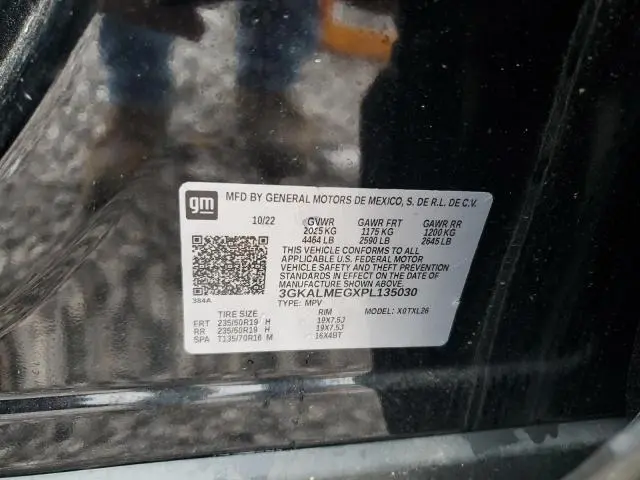 gm MFD BY GENERAL MOTORS DE MEXICO, S. DE R.L. DE C.V.
10/22 GVWR GAWR FRT GAWR RR
2025 KG 1175 KG 1200 KG
4464 LB 2590 LB 2645 LB
THIS VEHICLE CONFORMS TO ALL
APPLICABLE U.S. FEDERAL MOTOR
VEHICLE SAFETY AND THEFT PREVENTION
STANDARDS IN EFFECT ON THE DATE OF
MANUFACTURE SHOWN ABOVE.
3GKALMEGXPL135030
384A
TYPE: MPV MODEL: X0TXL26
TIRE SIZE RIM
FRT 235/50R19 H 19X7.5J
RR 235/50R19 H 19X7.5J
SPA T135/70R16 M 16X4BT